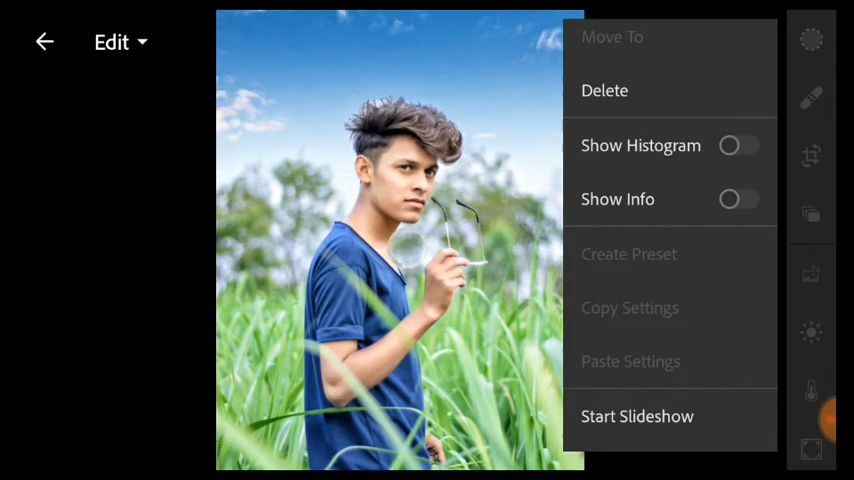 Edit
Move To
Delete
Show Histogram
Show Info
Create Preset
Copy Settings
Paste Settings
Start Slideshow